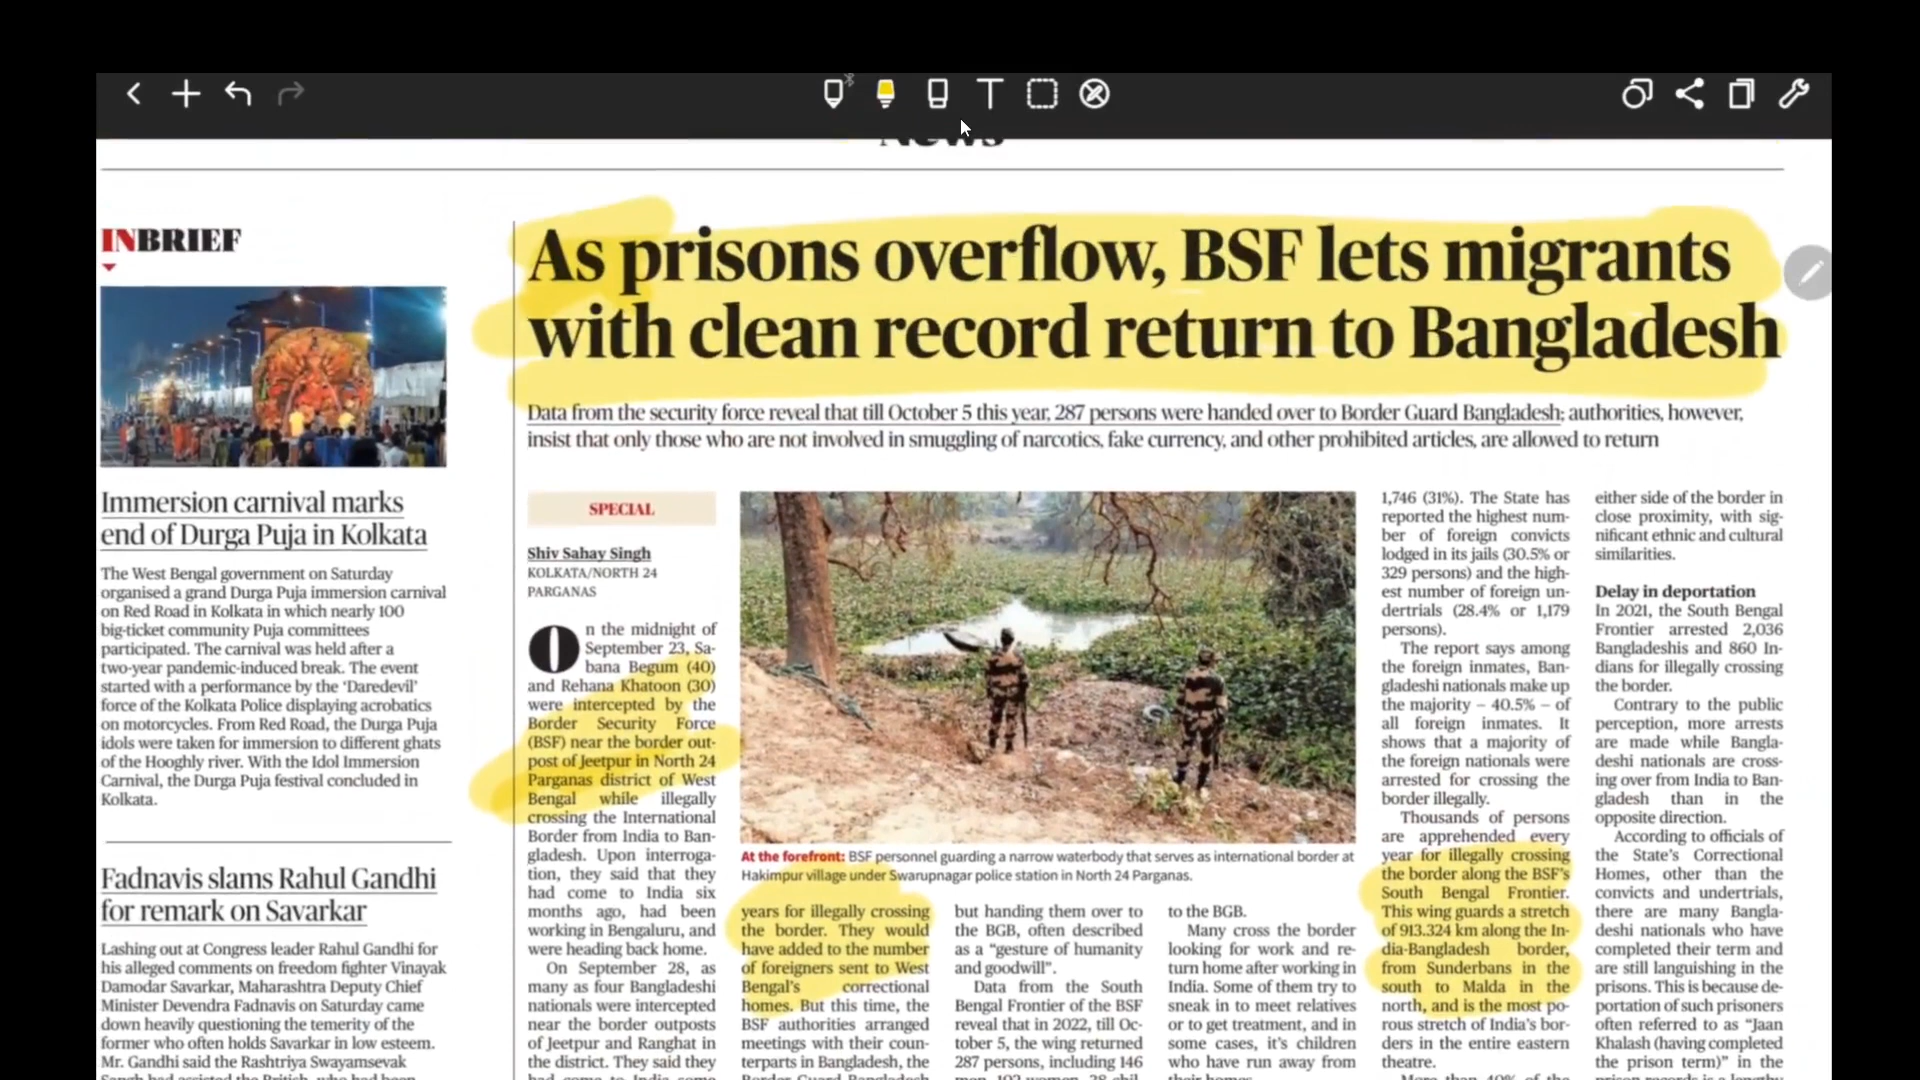 News
INBRIEF
Immersion carnival marks
end of Durga Puja in Kolkata
The West Bengal government on Saturday
organised a grand Durga Puja immersion carnival
on Red Road in Kolkata in which nearly 100
big-ticket community Puja committees
participated. The carnival was held after a
two-year pandemic-induced break. The event
started with a performance by the ‘Daredevil’
force of the Kolkata Police displaying acrobatics
on motorcycles. From Red Road, the Durga Puja
idols were taken for immersion to different ghats
of the Hooghly river. With the Idol Immersion
Carnival, the Durga Puja festival concluded in
Kolkata.
Fadnavis slams Rahul Gandhi
for remark on Savarkar
Lashing out at Congress leader Rahul Gandhi for
his alleged comments on freedom fighter Vinayak
Damodar Savarkar, Maharashtra Deputy Chief
Minister Devendra Fadnavis on Saturday came
down heavily questioning the temerity of the
former who often holds Savarkar in low esteem.
Mr. Gandhi said the Rashtriya Swayamsevak
Sangh had assisted the British, who had been
As prisons overflow, BSF lets migrants
with clean record return to Bangladesh
Data from the security force reveal that till October 5 this year, 287 persons were handed over to Border Guard Bangladesh; authorities, however,
insist that only those who are not involved in smuggling of narcotics, fake currency, and other prohibited articles, are allowed to return
SPECIAL
Shiv Sahay Singh
KOLKATA/NORTH 24
PARGANAS
On the midnight of
September 23, Sa-
bana Begum (40)
and Rehana Khatoon (30)
were intercepted by the
Border Security Force
(BSF) near the border out-
post of Jeetpur in North 24
Parganas district of West
Bengal while illegally
crossing the International
Border from India to Ban-
gladesh. Upon interroga-
tion, they said that they
had come to India six
months ago, had been
working in Bengaluru, and
were heading back home.
On September 28, as
many as four Bangladeshi
nationals were intercepted
near the border outposts
of Jeetpur and Ranghat in
the district. They said they
had come to India some
At the forefront: BSF personnel guarding a narrow waterbody that serves as international border at
Hakimpur village under Swarupnagar police station in North 24 Parganas.
years for illegally crossing
the border. They would
have added to the number
of foreigners sent to West
Bengal’s correctional
homes. But this time, the
BSF authorities arranged
meetings with their coun-
terparts in Bangladesh, the
Border Guard Bangladesh
but handing them over to
the BGB, often described
as a “gesture of humanity
and goodwill”.
Data from the South
Bengal Frontier of the BSF
reveal that in 2022, till Oc-
tober 5, the wing returned
287 persons, including 146
men, 103 women, 38 chil-
to the BGB.
Many cross the border
looking for work and re-
turn home after working in
India. Some of them try to
sneak in to meet relatives
or to get treatment, and in
some cases, it’s children
who have run away from
their homes.
1,746 (31%). The State has
reported the highest num-
ber of foreign convicts
lodged in its jails (30.5% or
329 persons) and the high-
est number of foreign un-
dertrials (28.4% or 1,179
persons).
The report says among
the foreign inmates, Ban-
gladeshi nationals make up
the majority – 40.5% – of
all foreign inmates. It
shows that a majority of
the foreign nationals were
arrested for crossing the
border illegally.
Thousands of persons
are apprehended every
year for illegally crossing
the border along the BSF’s
South Bengal Frontier.
This wing guards a stretch
of 913.324 km along the In-
dia-Bangladesh border,
from Sunderbans in the
south to Malda in the
north, and is the most po-
rous stretch of India’s bor-
ders in the entire eastern
theatre.
More than 40% of the
either side of the border in
close proximity, with sig-
nificant ethnic and cultural
similarities.
Delay in deportation
In 2021, the South Bengal
Frontier arrested 2,036
Bangladeshis and 860 In-
dians for illegally crossing
the border.
Contrary to the public
perception, more arrests
are made while Bangla-
deshi nationals are cross-
ing over from India to Ban-
gladesh than in the
opposite direction.
According to officials of
the State’s Correctional
Homes, other than the
convicts and undertrials,
there are many Bangla-
deshi nationals who have
completed their term and
are still languishing in the
prisons. This is because de-
portation of such prisoners
often referred to as “Jaan
Khalash (having completed
the prison term)” in the
prison records is a lengthy